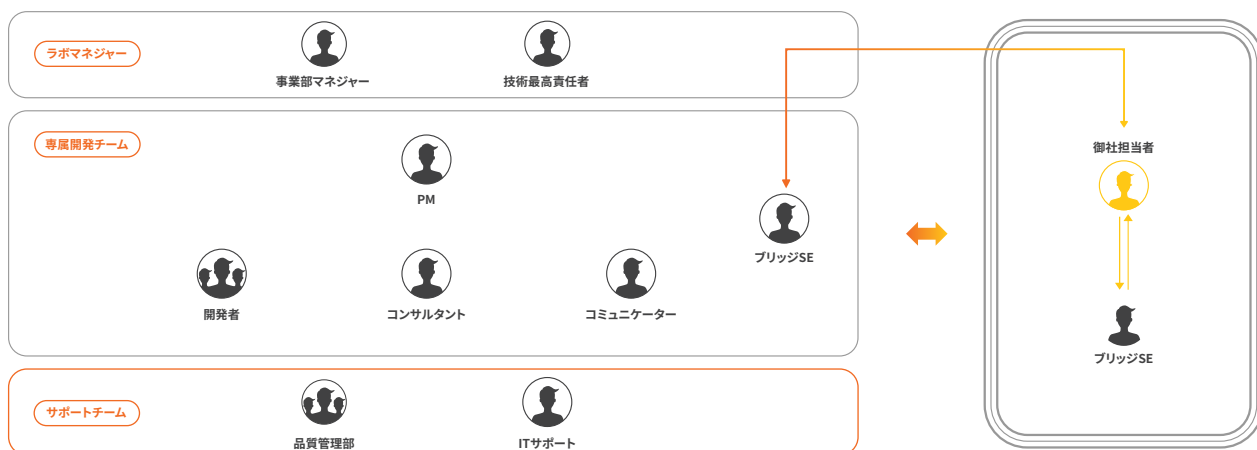 ラボマネジャー
事業部マネジャー
技術最高責任者
専属開発チーム
PM
ブリッジSE
開発者
コンサルタント
コミュニケーター
サポートチーム
品質管理部
ITサポート
御社担当者
ブリッジSE